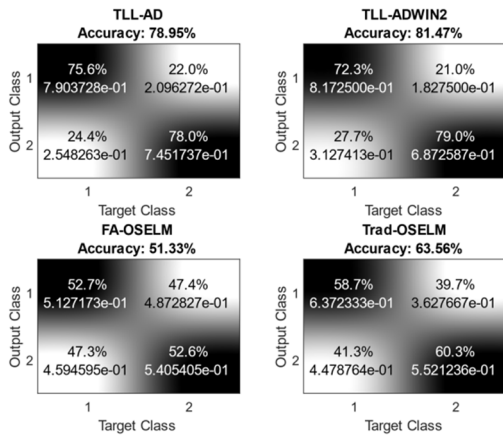 TLL-AD
Accuracy: 78.95%
Output Class
1
75.6%
7.903728e-01
22.0%
2.096272e-01
2
24.4%
2.548263e-01
78.0%
7.451737e-01
1
2
Target Class
TLL-ADWIN2
Accuracy: 81.47%
Output Class
1
72.3%
8.172500e-01
21.0%
1.827500e-01
2
27.7%
3.127413e-01
79.0%
6.872587e-01
1
2
Target Class
FA-OSELM
Accuracy: 51.33%
Output Class
1
52.7%
5.127173e-01
47.4%
4.872827e-01
2
47.3%
4.594595e-01
52.6%
5.405405e-01
1
2
Target Class
Trad-OSELM
Accuracy: 63.56%
Output Class
1
58.7%
6.372333e-01
39.7%
3.627667e-01
2
41.3%
4.478764e-01
60.3%
5.521236e-01
1
2
Target Class